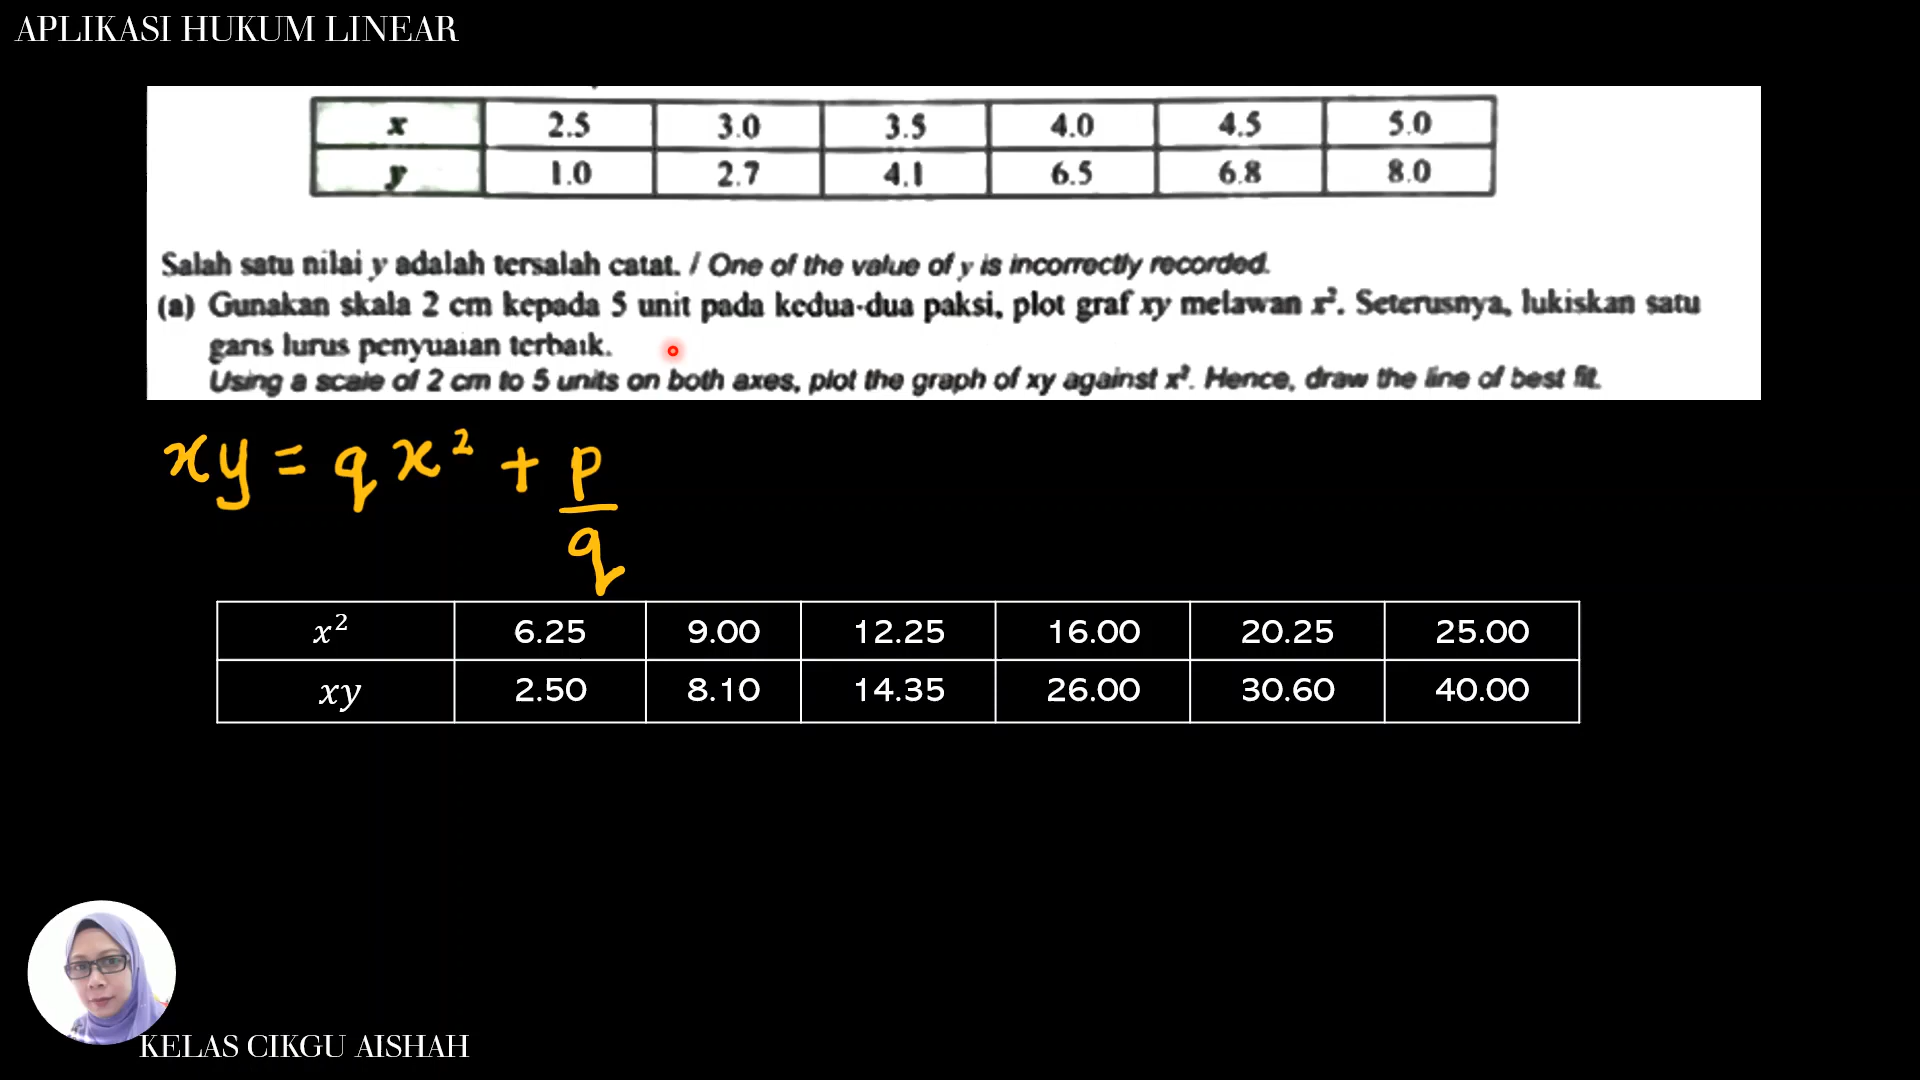 APLIKASI HUKUM LINEAR
x 2.5 3.0 3.5 4.0 4.5 5.0
y 1.0 2.7 4.1 6.5 6.8 8.0
Salah satu nilai y adalah tersalah catat. / One of the value of y is incorrectly recorded.
(a) Gunakan skala 2 cm kepada 5 unit pada kedua-dua paksi, plot graf xy melawan x². Seterusnya, lukiskan satu
garis lurus penyuaian terbaik.
Using a scale of 2 cm to 5 units on both axes, plot the graph of xy against x². Hence, draw the line of best fit.
xy = qx² + p/q
x² 6.25 9.00 12.25 16.00 20.25 25.00
xy 2.50 8.10 14.35 26.00 30.60 40.00
KELAS CIKGU AISHAH